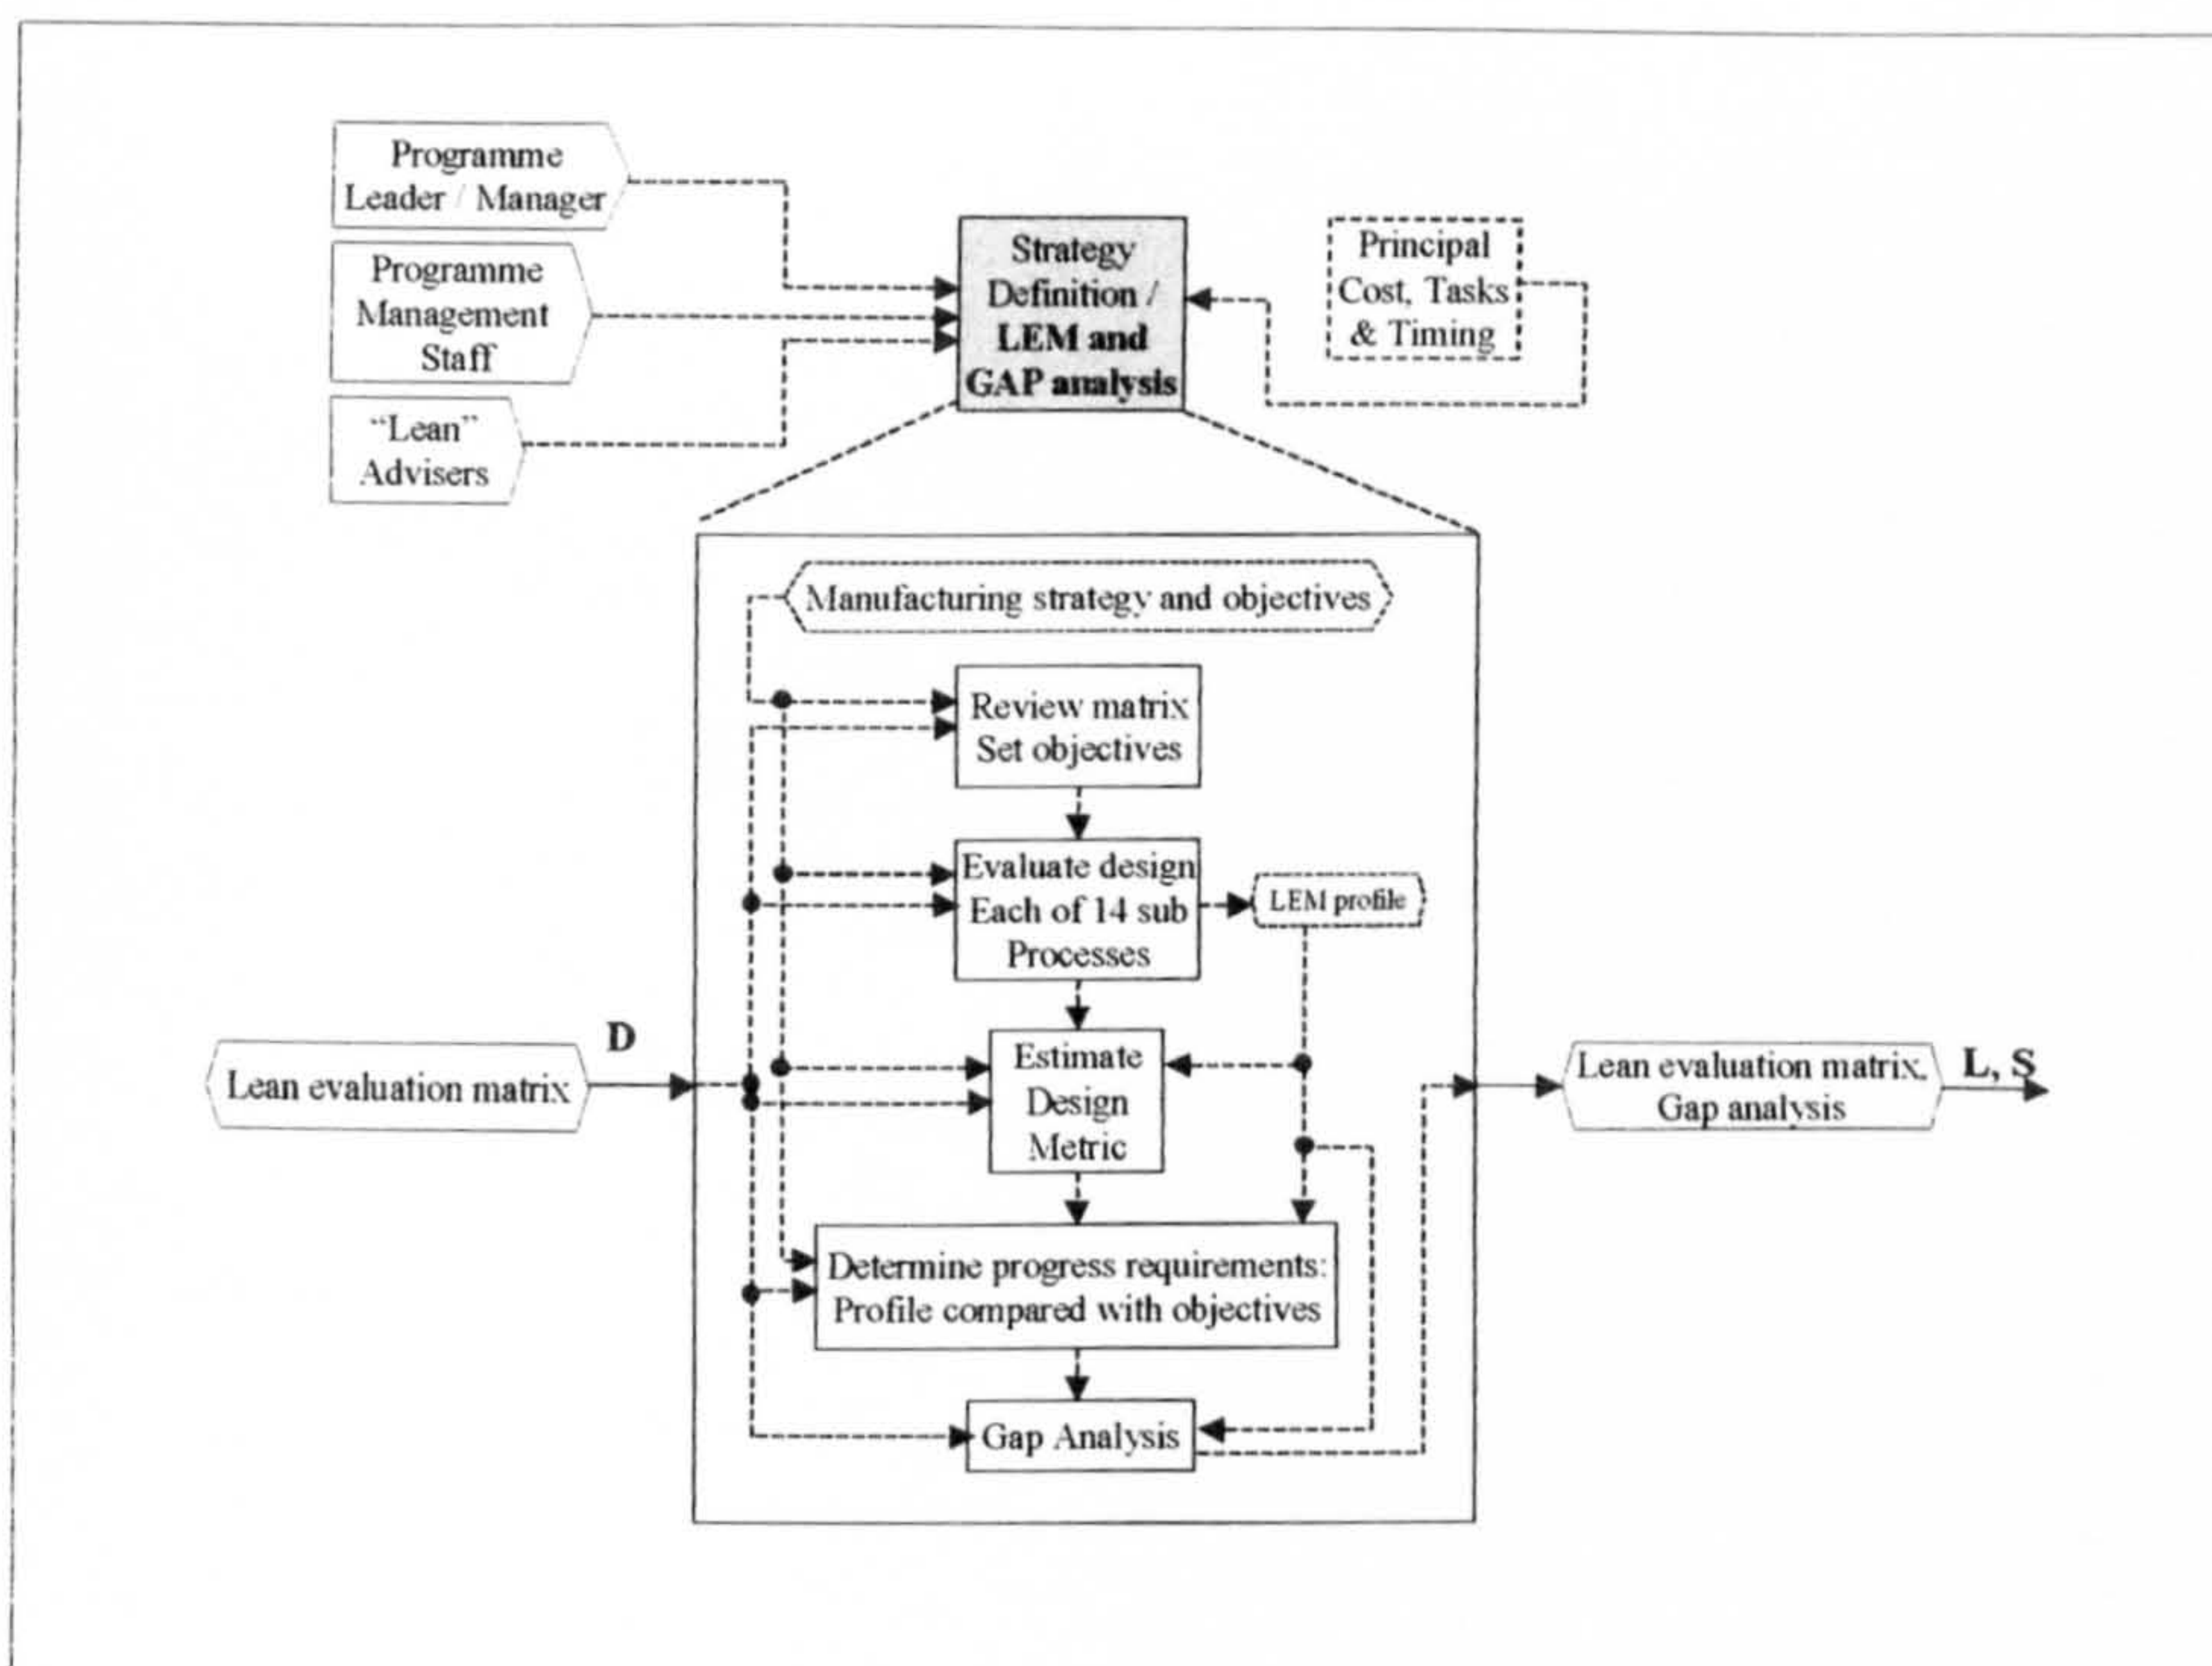 Programme
Leader / Manager
Programme
Management
Staff
“Lean”
Advisers
Strategy
Definition /
LEM and
GAP analysis
Principal
Cost, Tasks
& Timing
Manufacturing strategy and objectives
Review matrix
Set objectives
Evaluate design
Each of 14 sub
Processes
LEM profile
Estimate
Design
Metric
Determine progress requirements:
Profile compared with objectives
Gap Analysis
Lean evaluation matrix
D
Lean evaluation matrix.
Gap analysis
L, S